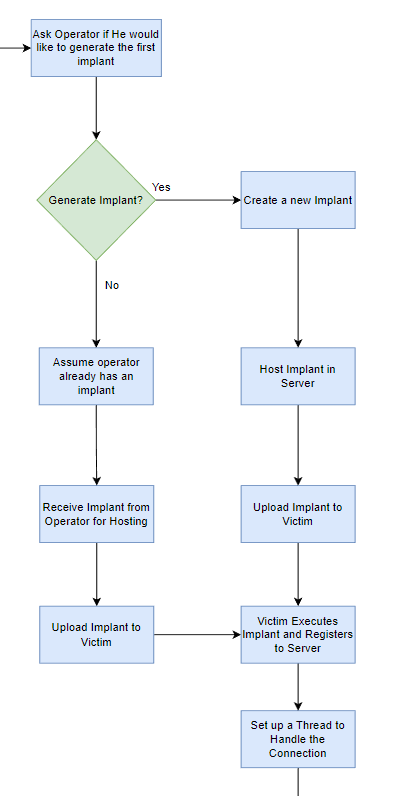 Ask Operator if He would
like to generate the first
implant
Generate Implant?
Yes
Create a new Implant
No
Assume operator
already has an
implant
Host Implant in
Server
Receive Implant from
Operator for Hosting
Upload Implant to
Victim
Upload Implant to
Victim
Victim Executes
Implant and Registers
to Server
Set up a Thread to
Handle the
Connection